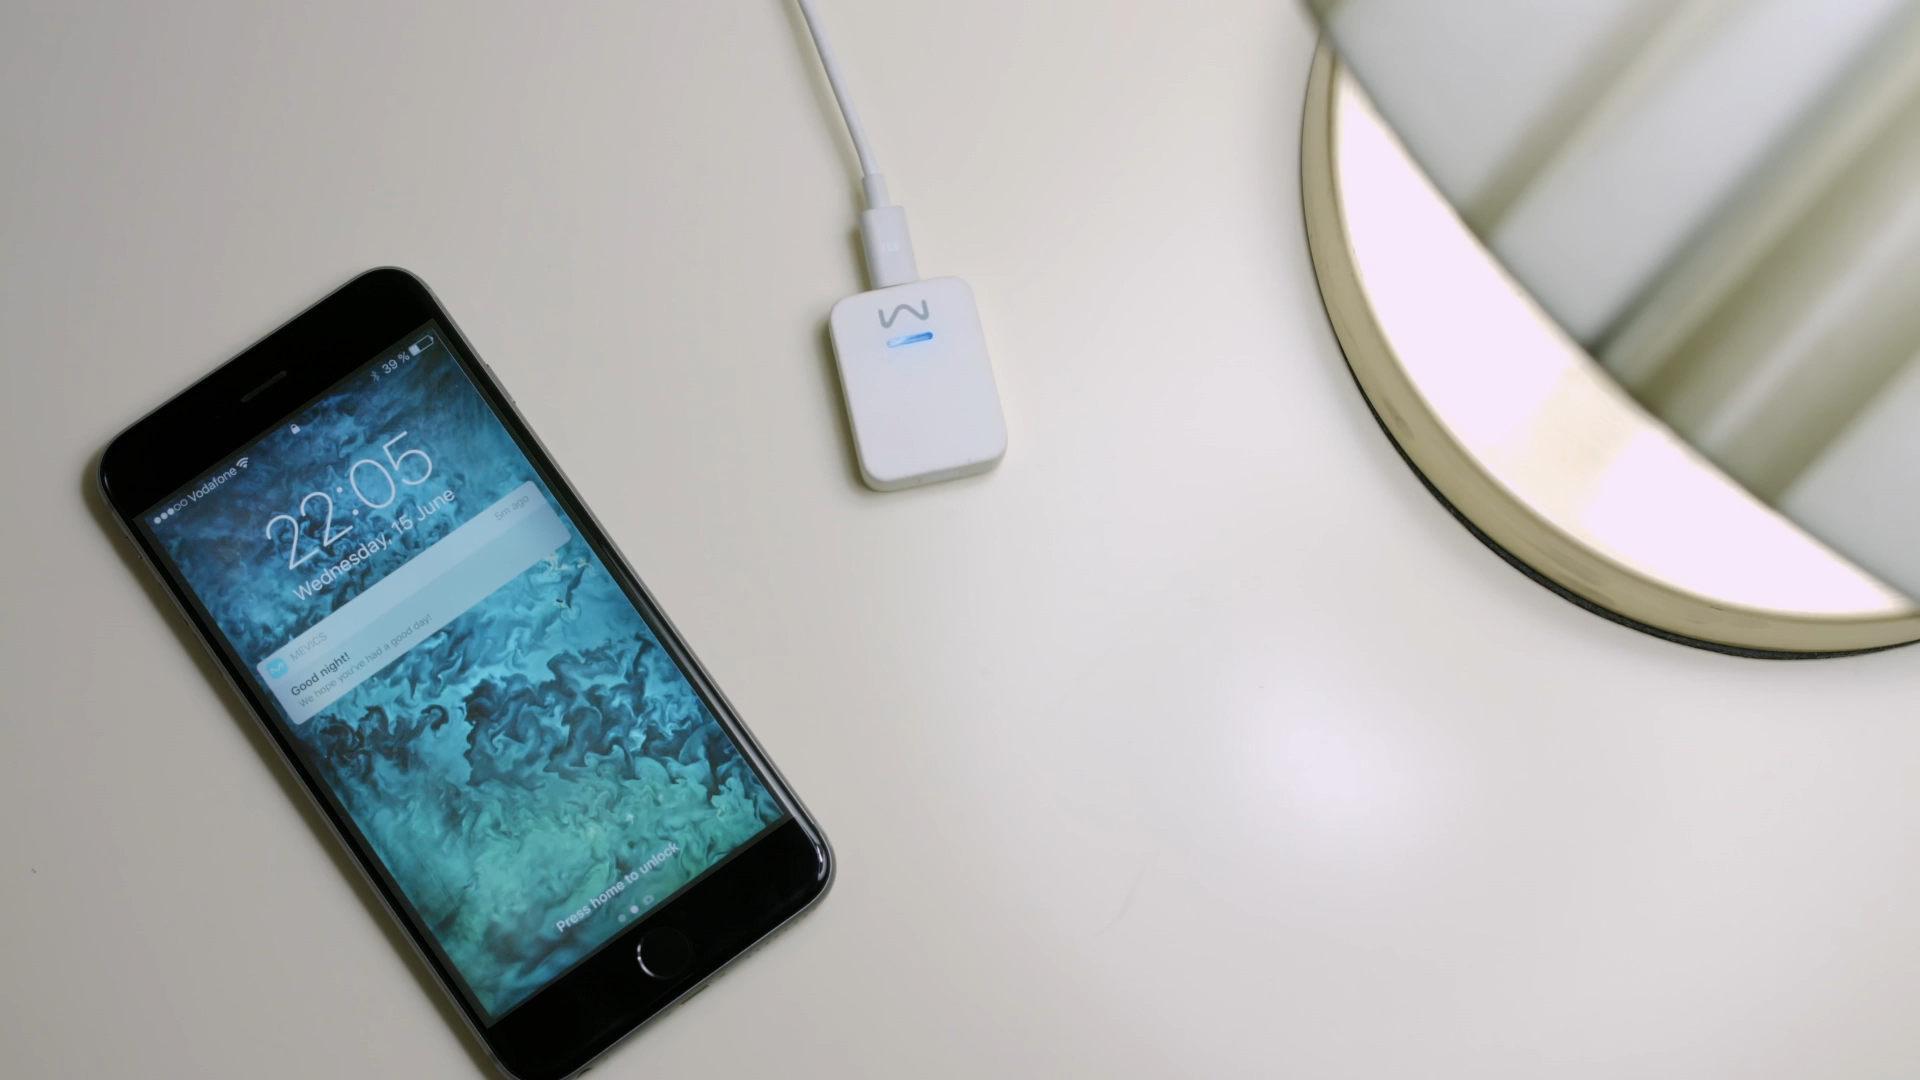 ●●●○○ Vodafone
39 %
22:05
Wednesday, 15 June
MEVICS
5m ago
Good night!
We hope you've had a good day!
Press home to unlock